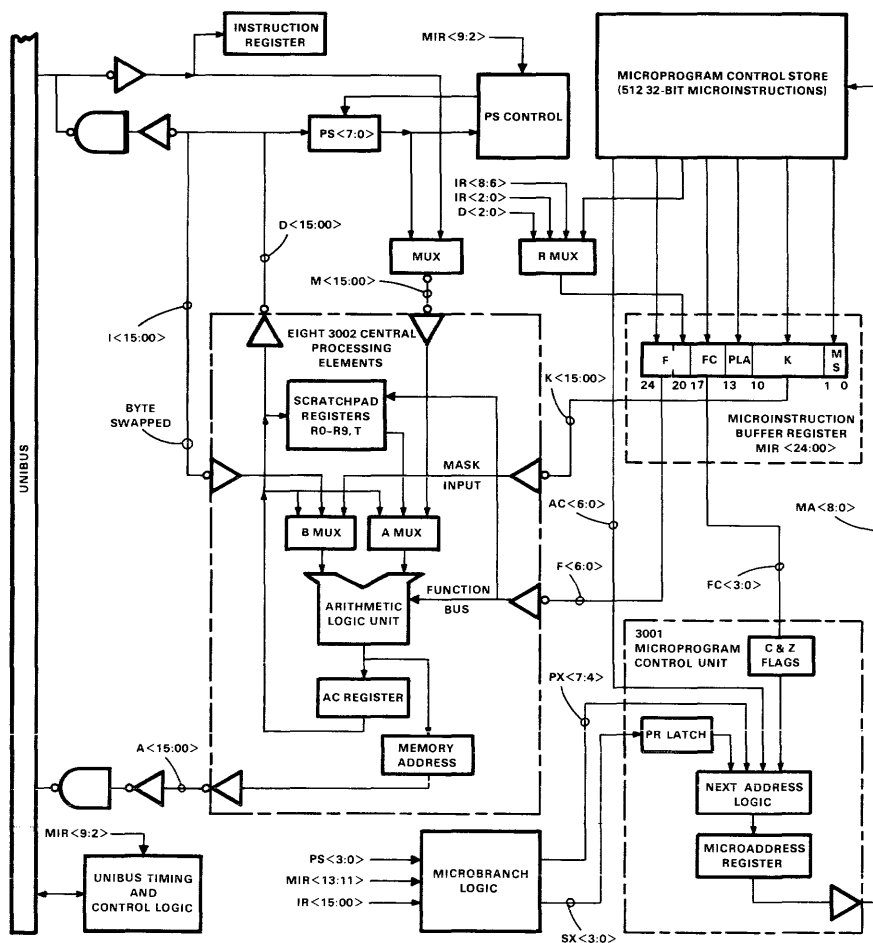 INSTRUCTION
REGISTER
MIR<9:2>
MICROPROGRAM CONTROL STORE
(512 32-BIT MICROINSTRUCTIONS)
PS CONTROL
PS<7:0>
IR<8:6>
IR<2:0>
D<2:0>
D<15:00>
MUX
R MUX
M<15:00>
I<15:00>
EIGHT 3002 CENTRAL
PROCESSING
ELEMENTS
F
FC
PLA
K
M
S
24
20
17
13
10
1
0
K<15:00>
SCRATCHPAD
REGISTERS
R0-R9, T
MICROINSTRUCTION
BUFFER REGISTER
MIR <24:00>
BYTE
SWAPPED
UNIBUS
MASK
INPUT
AC<6:0>
MA<8:0>
B MUX
A MUX
F<6:0>
FC<3:0>
FUNCTION
BUS
ARITHMETIC
LOGIC UNIT
3001
MICROPROGRAM
CONTROL UNIT
C & Z
FLAGS
AC REGISTER
PX<7:4>
PR LATCH
A<15:00>
MEMORY
ADDRESS
NEXT ADDRESS
LOGIC
MIR<9:2>
MICROADDRESS
REGISTER
UNIBUS TIMING
AND
CONTROL LOGIC
PS<3:0>
MIR<13:11>
IR<15:00>
MICROBRANCH
LOGIC
SX<3:0>